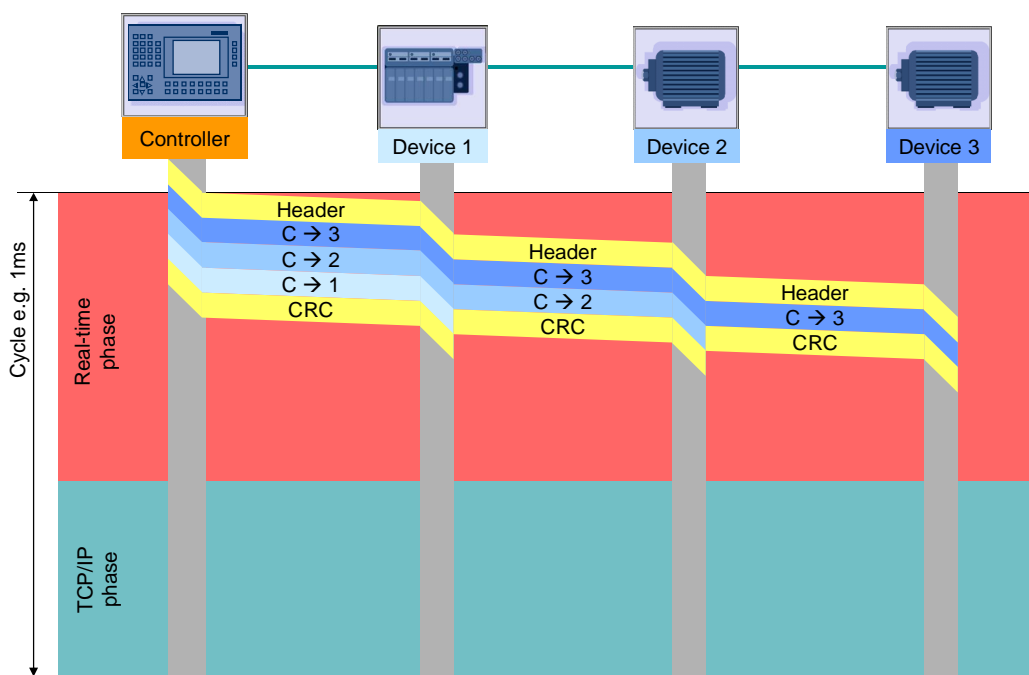 Controller
Device 1
Device 2
Device 3
Cycle e.g. 1ms
Real-time
phase
TCP/IP
phase
Header
C → 3
C → 2
C → 1
CRC
Header
C → 3
C → 2
CRC
Header
C → 3
CRC